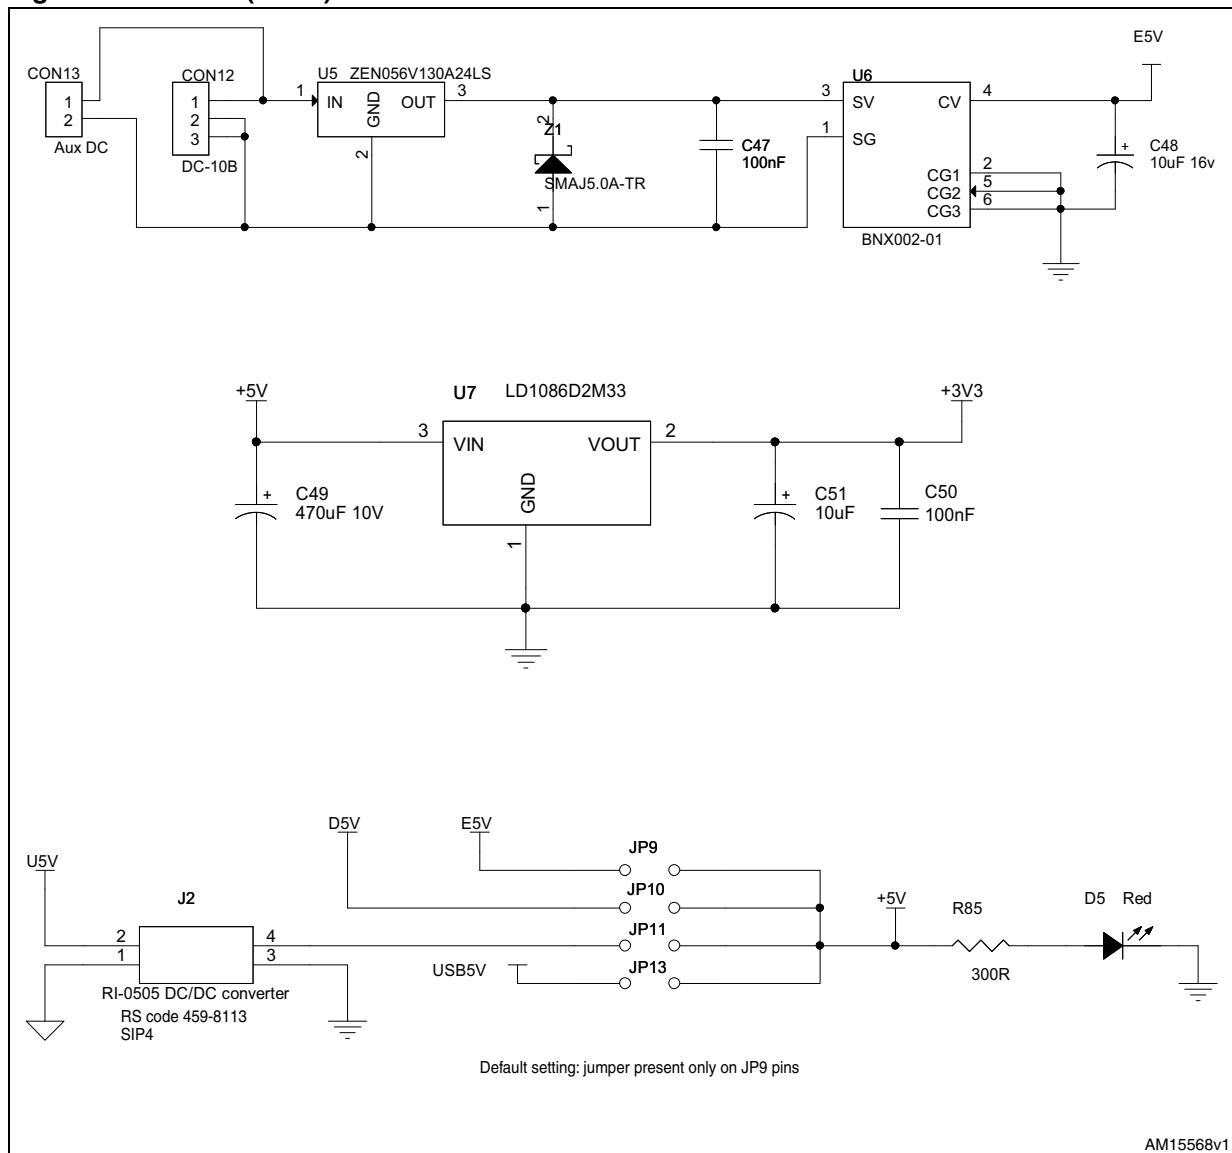 E5V
CON13
1
2
Aux DC
CON12
1
2
3
DC-10B
U5 ZEN056V130A24LS
1
IN
GND
OUT
3
2
2
Z1
SMAJ5.0A-TR
1
C47
100nF
U6
3
SV
CV
4
1
SG
CG1
2
CG2
5
CG3
6
BNX002-01
+
C48
10uF 16v
+5V
U7 LD1086D2M33
+3V3
3
VIN
VOUT
2
GND
1
+
C49
470uF 10V
+
C51
10uF
C50
100nF
D5V
E5V
U5V
J2
2
4
1
3
RI-0505 DC/DC converter
RS code 459-8113
SIP4
JP9
JP10
JP11
JP13
USB5V
+5V
R85
300R
D5 Red
Default setting: jumper present only on JP9 pins
AM15568v1